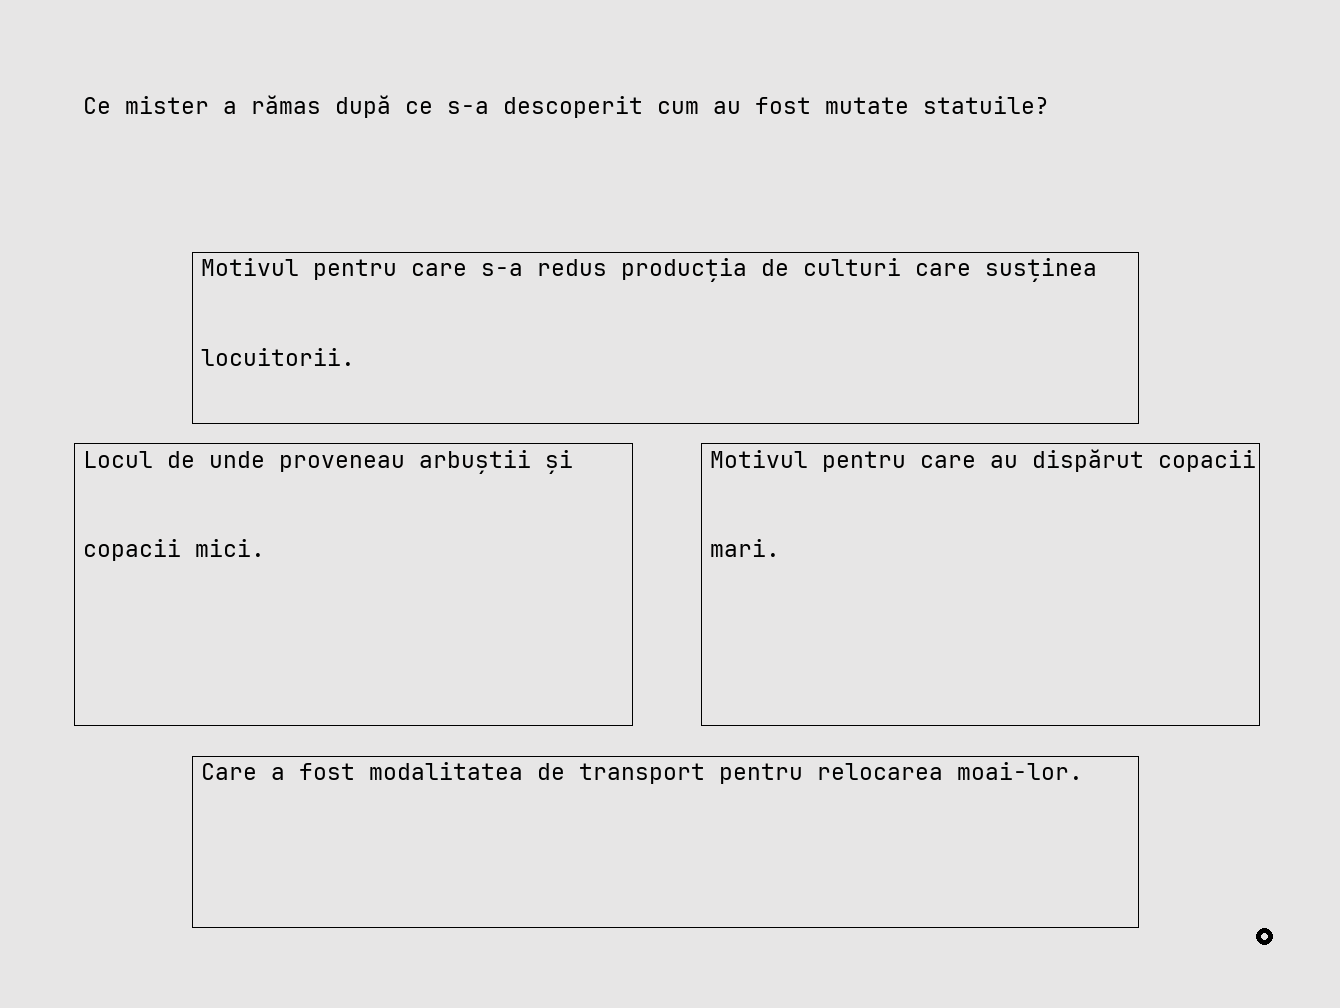 Ce mister a rămas după ce s-a descoperit cum au fost mutate statuile?
Motivul pentru care s-a redus producția de culturi care susținea
locuitorii.
Locul de unde proveneau arbuștii și
copacii mici.
Motivul pentru care au dispărut copacii
mari.
Care a fost modalitatea de transport pentru relocarea moai-lor.